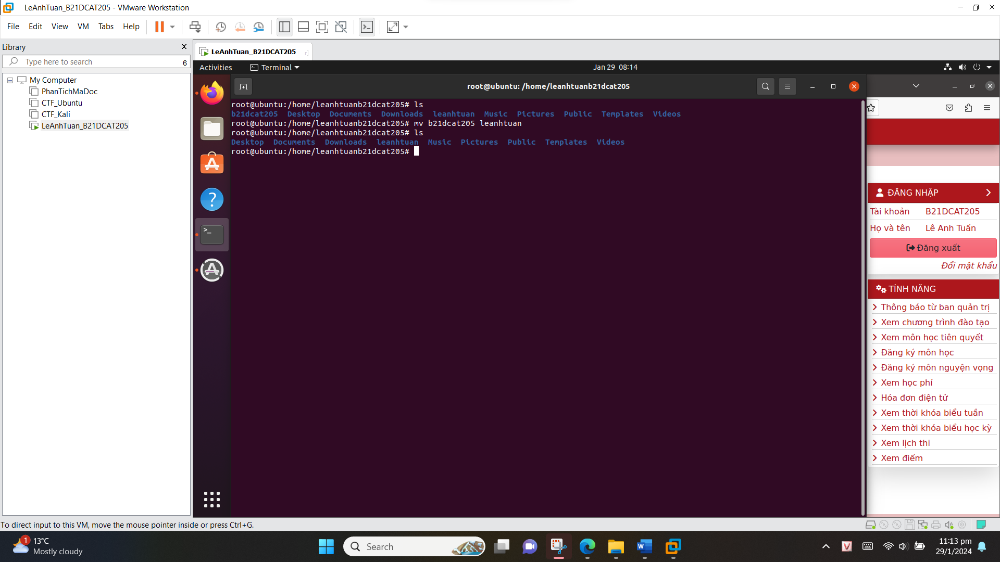 LeAnhTuan_B21DCAT205 - VMware Workstation
File Edit View VM Tabs Help
Library
Type here to search
6
My Computer
PhanTichMaDoc
CTF_Ubuntu
CTF_Kali
LeAnhTuan_B21DCAT205
LeAnhTuan_B21DCAT205
Activities Terminal Jan 29 08:14
root@ubuntu: /home/leanhtuanb21dcat205
root@ubuntu:/home/leanhtuanb21dcat205# ls
b21dcat205 Desktop Documents Downloads leanhtuan Music Pictures Public Templates Videos
root@ubuntu:/home/leanhtuanb21dcat205# mv b21dcat205 leanhtuan
root@ubuntu:/home/leanhtuanb21dcat205# ls
Desktop Documents Downloads leanhtuan Music Pictures Public Templates Videos
root@ubuntu:/home/leanhtuanb21dcat205#
ĐĂNG NHẬP
Tài khoản B21DCAT205
Họ và tên Lê Anh Tuấn
Đăng xuất
Đổi mật khẩu
TÍNH NĂNG
Thông báo từ ban quản trị
Xem chương trình đào tạo
Xem môn học tiên quyết
Đăng ký môn học
Đăng ký môn nguyện vọng
Xem học phí
Hóa đơn điện tử
Xem thời khóa biểu tuần
Xem thời khóa biểu học kỳ
Xem lịch thi
Xem điểm
To direct input to this VM, move the mouse pointer inside or press Ctrl+G.
1
13°C
Mostly cloudy
Search
11:13 pm
29/1/2024